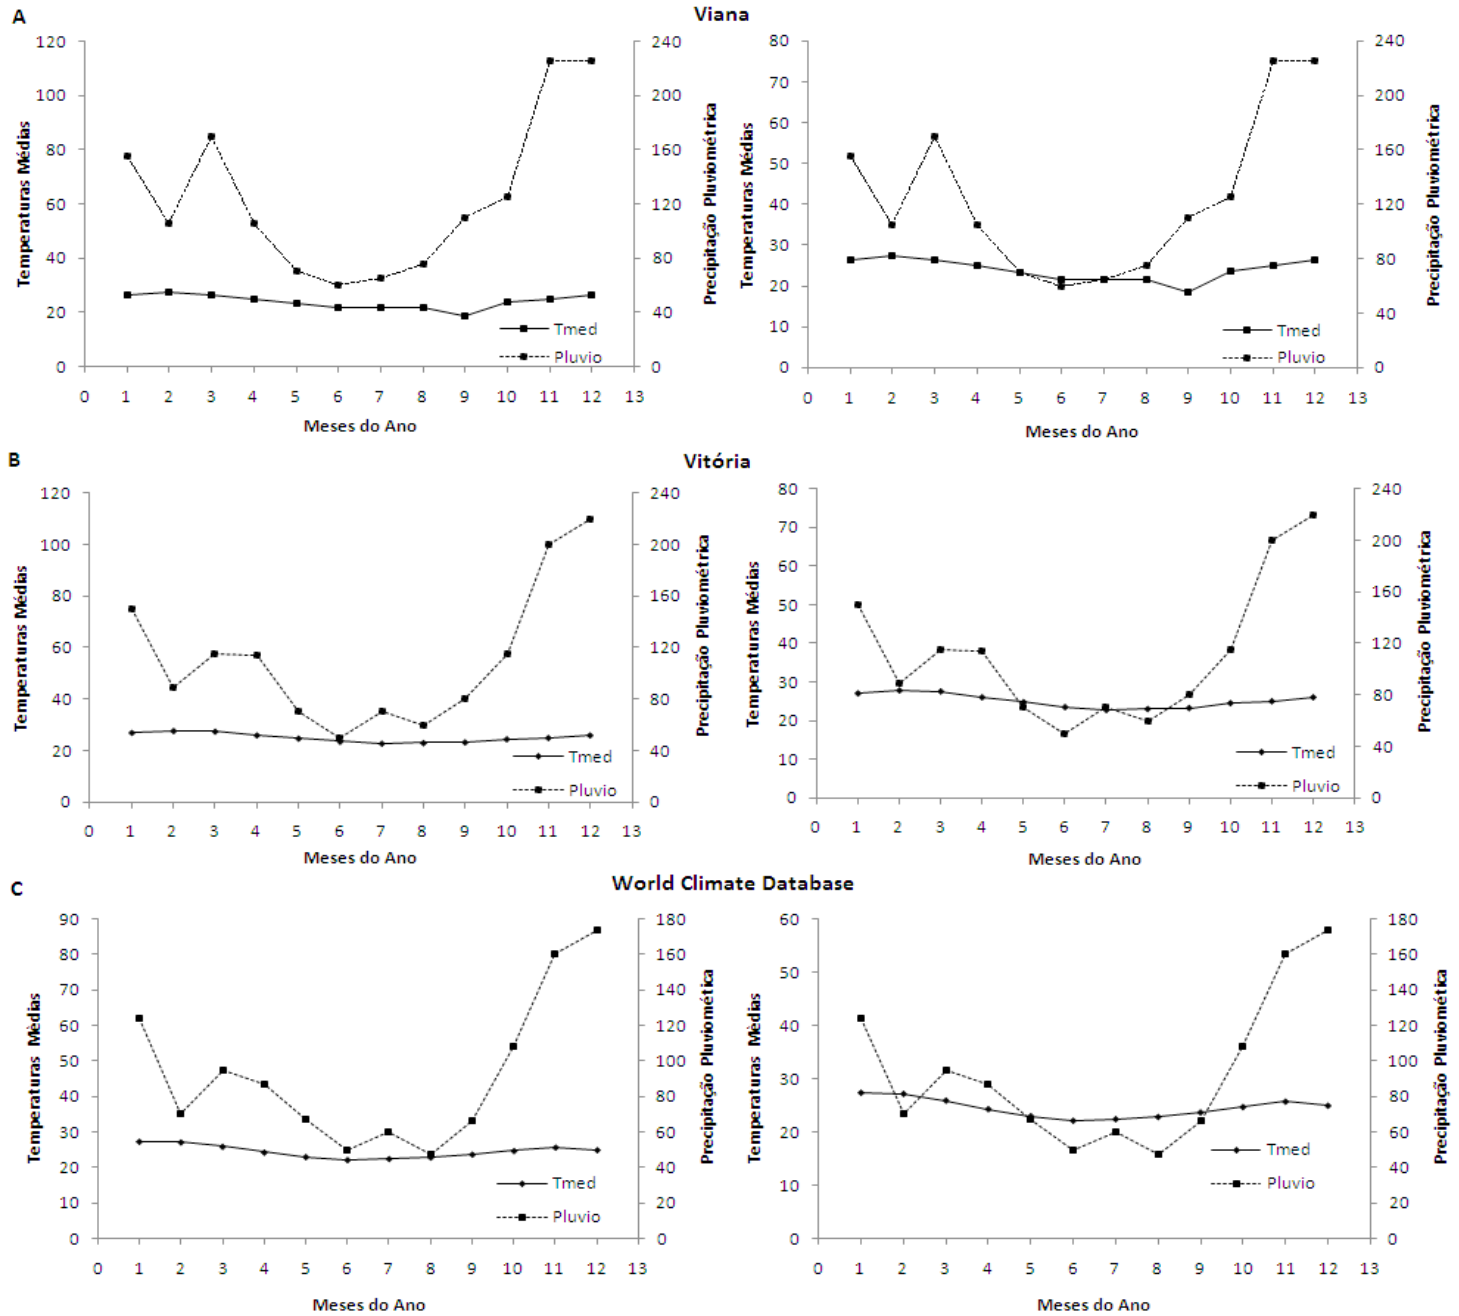 A
Viana
120
100
80
60
40
20
0
240
200
160
120
80
40
0
Temperaturas Médias
Precipitação Pluviométrica
Tmed
Pluvio
0 1 2 3 4 5 6 7 8 9 10 11 12 13
Meses do Ano
80
70
60
50
40
30
20
10
0
240
220
160
120
80
40
0
Temperaturas Médias
Precipitação Pluviométrica
Tmed
Pluvio
0 1 2 3 4 5 6 7 8 9 10 11 12 13
Meses do Ano
B
Vitória
120
100
80
60
40
20
0
240
200
160
120
80
40
0
Temperaturas Médias
Precipitação Pluviométrica
Tmed
Pluvio
0 1 2 3 4 5 6 7 8 9 10 11 12 13
Meses do Ano
80
70
60
50
40
30
20
10
0
240
200
160
120
80
40
0
Temperaturas Médias
Precipitação Pluviométrica
Tmed
Pluvio
0 1 2 3 4 5 6 7 8 9 10 11 12 13
Meses do Ano
C
World Climate Database
90
80
70
60
50
40
30
20
10
0
180
160
140
120
100
80
60
40
20
0
Temperaturas Médias
Precipitação Pluviomética
Tmed
Pluvio
0 1 2 3 4 5 6 7 8 9 10 11 12 13
Meses do Ano
60
50
40
30
20
10
0
180
160
140
120
100
80
60
40
20
0
Temperaturas Médias
Precipitação Pluviométrica
Tmed
Pluvio
0 1 2 3 4 5 6 7 8 9 10 11 12 13
Meses do Ano